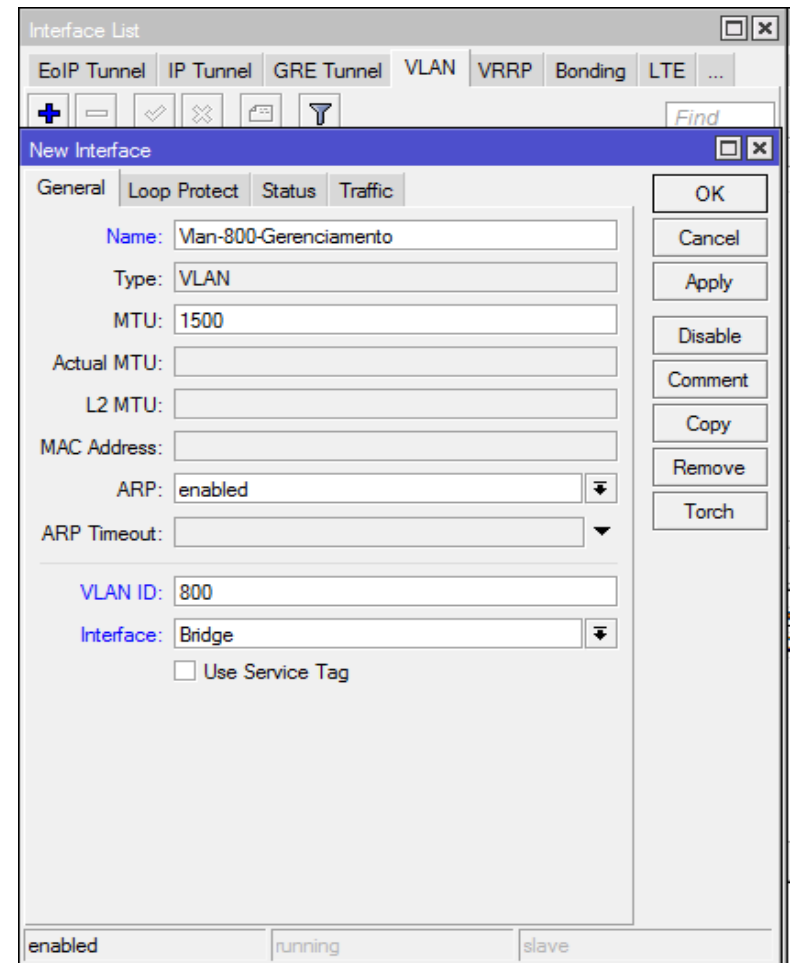 Interface List
EoIP Tunnel IP Tunnel GRE Tunnel VLAN VRRP Bonding LTE ...
Find
New Interface
General Loop Protect Status Traffic
Name: Vlan-800-Gerenciamento
Type: VLAN
MTU: 1500
Actual MTU:
L2 MTU:
MAC Address:
ARP: enabled
ARP Timeout:
VLAN ID: 800
Interface: Bridge
Use Service Tag
OK
Cancel
Apply
Disable
Comment
Copy
Remove
Torch
enabled running slave